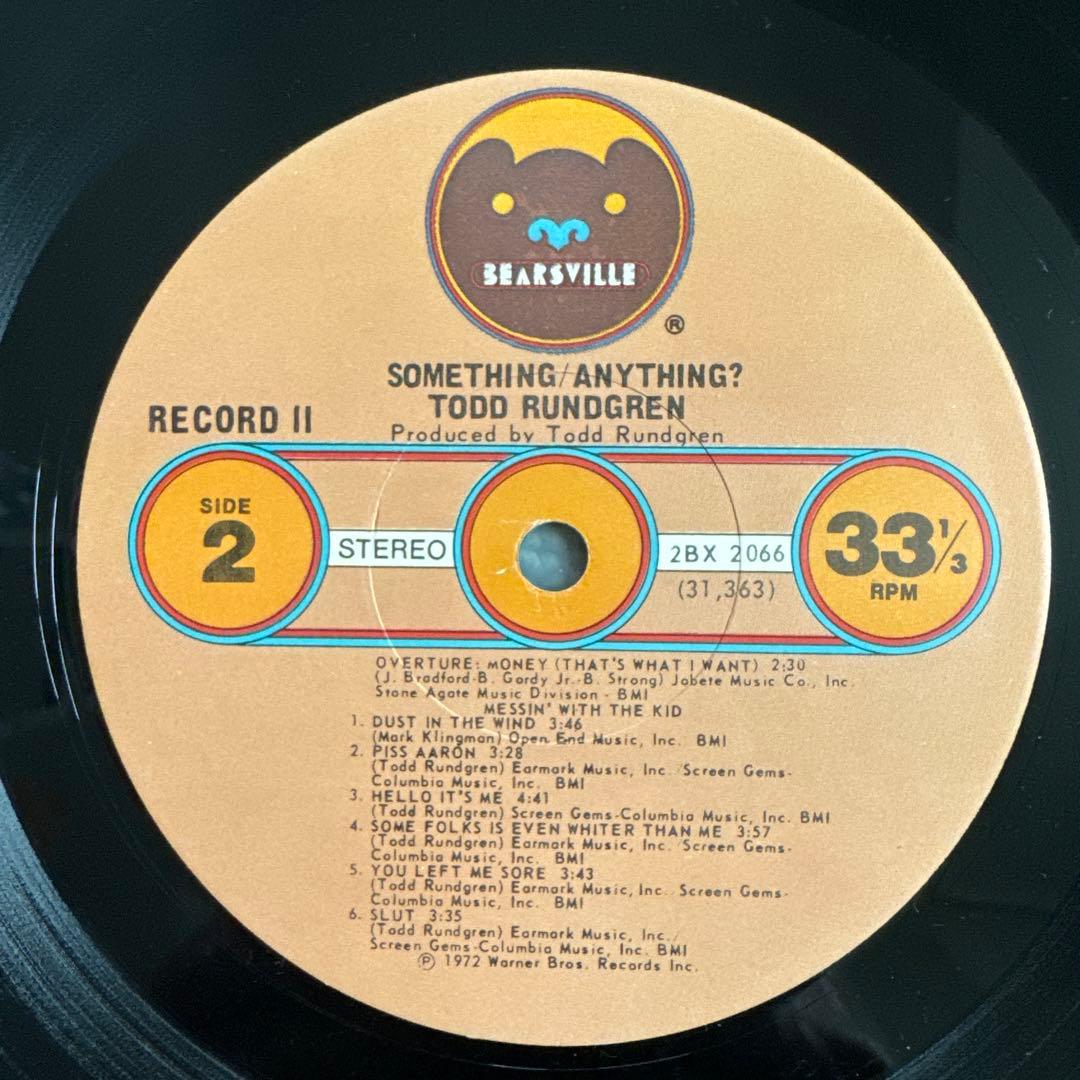 BEARSVILLE
®
SOMETHING/ANYTHING?
TODD RUNDGREN
RECORD II
Produced by Todd Rundgren
SIDE
2
STEREO
2BX 2066
(31,363)
33 1/3
RPM
OVERTURE: MONEY (THAT'S WHAT I WANT) 2:30
(J. Bradford-B. Gordy Jr.-B. Strong) Jobete Music Co., Inc.
Stone Agate Music Division - BMI
MESSIN' WITH THE KID
1. DUST IN THE WIND 3:46
(Mark Klingman) Open End Music, Inc. BMI
2. PISS AARON 3:28
(Todd Rundgren) Earmark Music, Inc./Screen Gems-
Columbia Music, Inc. BMI
3. HELLO IT'S ME 4:41
(Todd Rundgren) Screen Gems-Columbia Music, Inc. BMI
4. SOME FOLKS IS EVEN WHITER THAN ME 3:57
(Todd Rundgren) Earmark Music, Inc./Screen Gems-
Columbia Music, Inc. BMI
5. YOU LEFT ME SORE 3:43
(Todd Rundgren) Earmark Music, Inc./Screen Gems-
Columbia Music, Inc. BMI
6. SLUT 3:35
(Todd Rundgren) Earmark Music, Inc./
Screen Gems-Columbia Music, Inc. BMI
℗ 1972 Warner Bros. Records Inc.